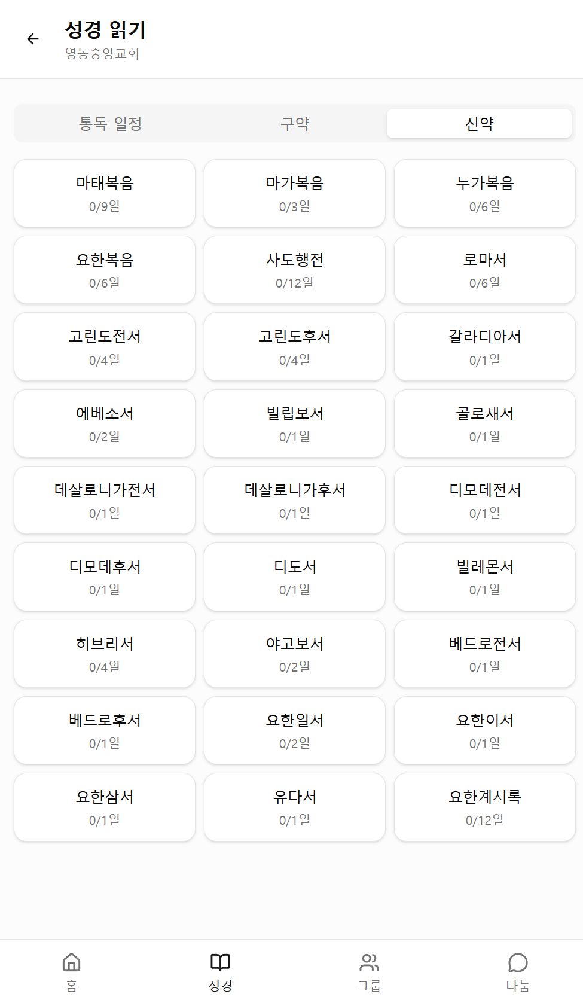 성경 읽기
영동중앙교회
통독 일정 구약 신약
마태복음 마가복음 누가복음
0/9일 0/3일 0/6일
요한복음 사도행전 로마서
0/6일 0/12일 0/6일
고린도전서 고린도후서 갈라디아서
0/4일 0/4일 0/1일
에베소서 빌립보서 골로새서
0/2일 0/1일 0/1일
데살로니가전서 데살로니가후서 디모데전서
0/1일 0/1일 0/1일
디모데후서 디도서 빌레몬서
0/1일 0/1일 0/1일
히브리서 야고보서 베드로전서
0/4일 0/2일 0/1일
베드로후서 요한일서 요한이서
0/1일 0/2일 0/1일
요한삼서 유다서 요한계시록
0/1일 0/1일 0/12일
홈 성경 그룹 나눔